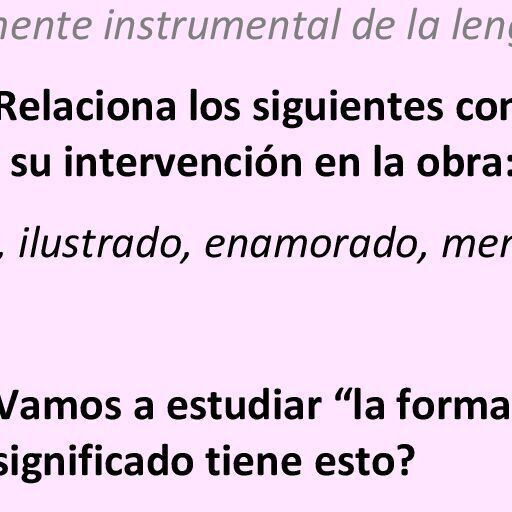 mente instrumental de la leng
Relaciona los siguientes con
su intervención en la obra:
, ilustrado, enamorado, mer
Vamos a estudiar “la forma
significado tiene esto?